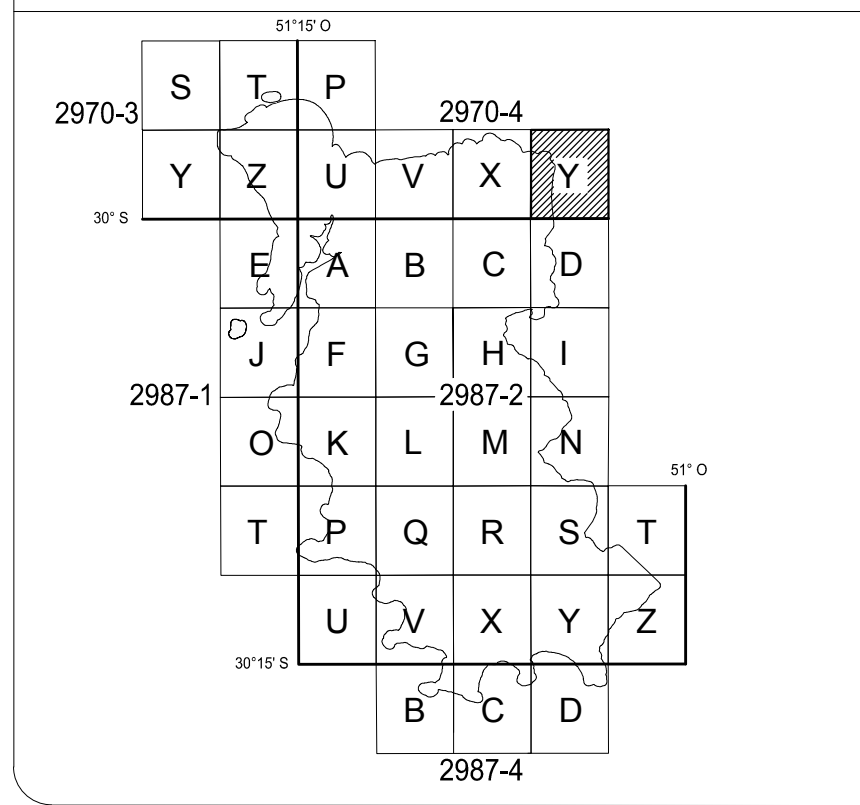 51°15' O
S T P
2970-3 2970-4
Y Z U V X Y
30° S
E A B C D
J F G H I
2987-1 2987-2
O K L M N
51° O
T P Q R S T
U V X Y Z
30°15' S
B C D
2987-4